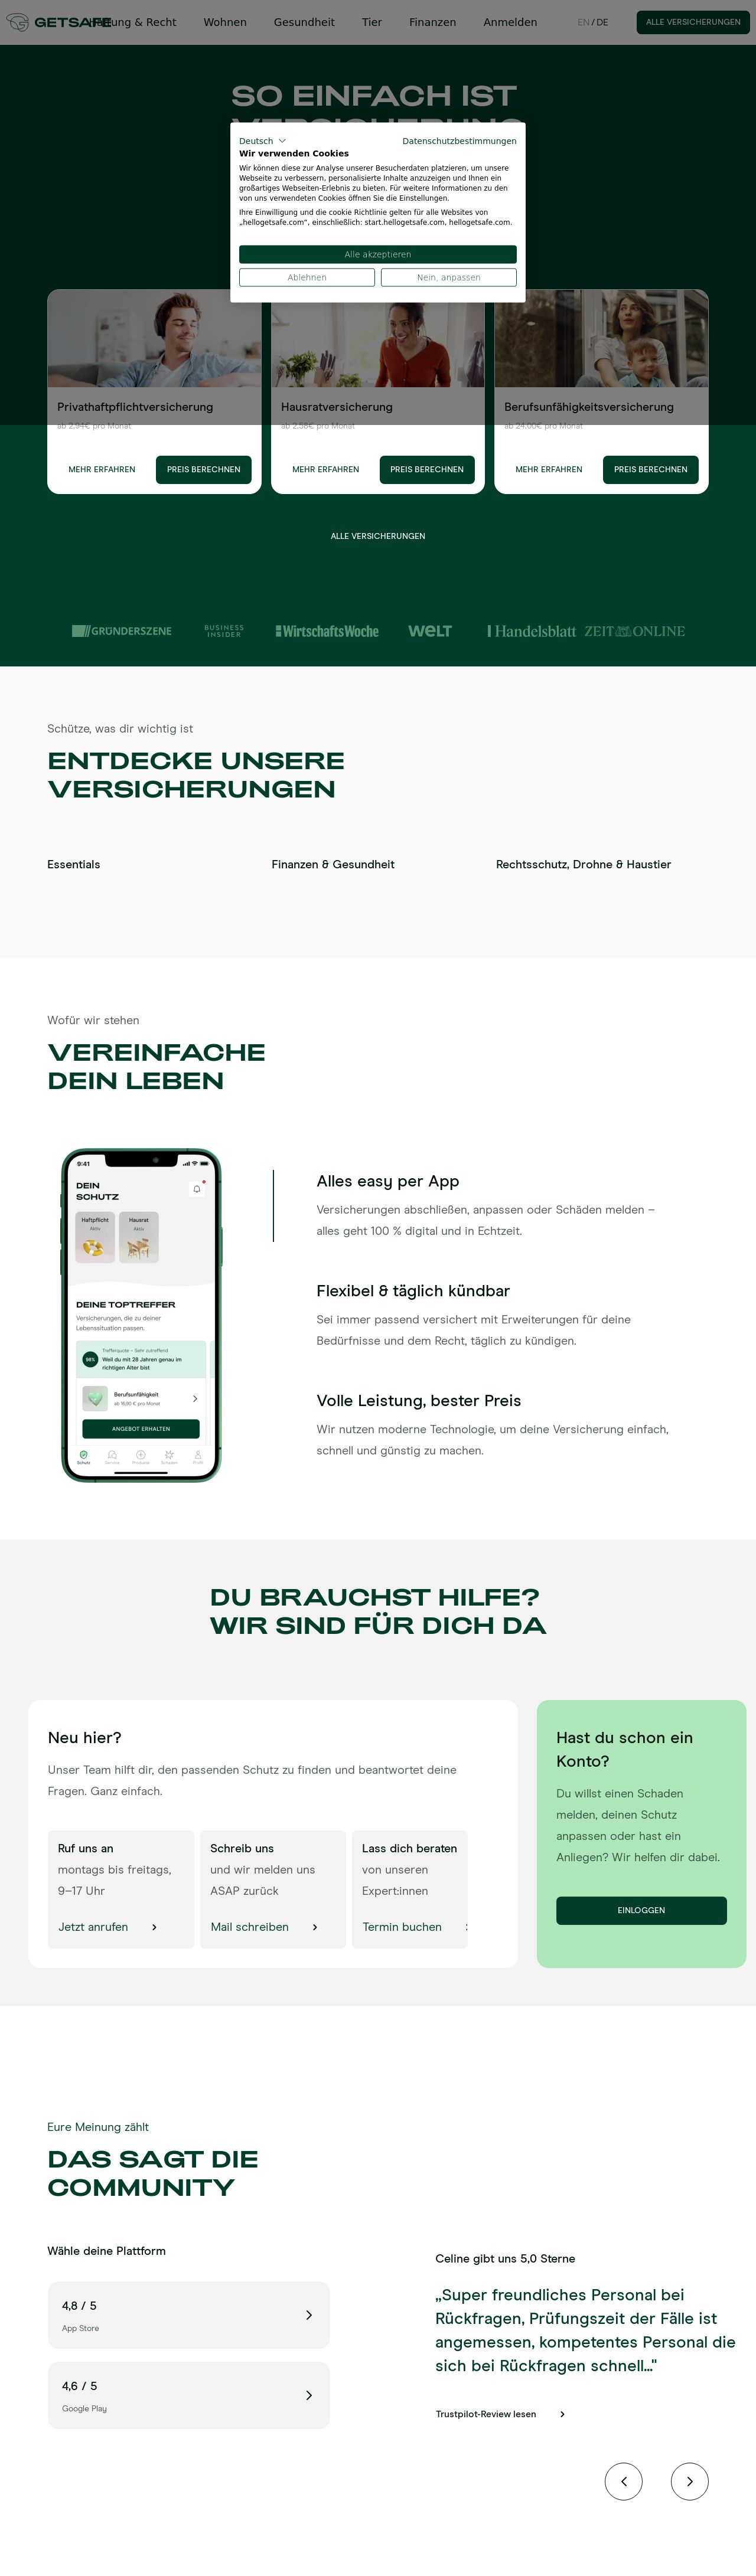 GETSAFE
Haftung & Recht
Wohnen
Gesundheit
Tier
Finanzen
Anmelden
EN / DE
ALLE VERSICHERUNGEN
SO EINFACH IST
Deutsch
Datenschutzbestimmungen
Wir verwenden Cookies
Wir können diese zur Analyse unserer Besucherdaten platzieren, um unsere
Webseite zu verbessern, personalisierte Inhalte anzuzeigen und Ihnen ein
großartiges Webseiten-Erlebnis zu bieten. Für weitere Informationen zu den
von uns verwendeten Cookies öffnen Sie die Einstellungen.
Ihre Einwilligung und die cookie Richtlinie gelten für alle Websites von
„hellogetsafe.com“, einschließlich: start.hellogetsafe.com, hellogetsafe.com.
Alle akzeptieren
Ablehnen
Nein, anpassen
Privathaftpflichtversicherung
ab 2,94€ pro Monat
MEHR ERFAHREN
PREIS BERECHNEN
Hausratversicherung
ab 2,58€ pro Monat
MEHR ERFAHREN
PREIS BERECHNEN
Berufsunfähigkeitsversicherung
ab 24,00€ pro Monat
MEHR ERFAHREN
PREIS BERECHNEN
ALLE VERSICHERUNGEN
GRÜNDERSZENE
BUSINESS
INSIDER
WirtschaftsWoche
WELT
Handelsblatt
ZEIT ONLINE
Schütze, was dir wichtig ist
ENTDECKE UNSERE
VERSICHERUNGEN
Essentials
Finanzen & Gesundheit
Rechtsschutz, Drohne & Haustier
Wofür wir stehen
VEREINFACHE
DEIN LEBEN
9:41
DEIN
SCHUTZ
Haftpflicht
Aktiv
Hausrat
Aktiv
DEINE TOPTREFFER
Versicherungen, die zu deiner
Lebenssituation passen.
98%
Trefferquote – Sehr zutreffend
Weil du mit 28 Jahren genau im
richtigen Alter bist
Berufsunfähigkeit
ab 18,90 € pro Monat
ANGEBOT ERHALTEN
Schutz
Service
Produkte
Schaden
Profil
Alles easy per App
Versicherungen abschließen, anpassen oder Schäden melden –
alles geht 100 % digital und in Echtzeit.
Flexibel & täglich kündbar
Sei immer passend versichert mit Erweiterungen für deine
Bedürfnisse und dem Recht, täglich zu kündigen.
Volle Leistung, bester Preis
Wir nutzen moderne Technologie, um deine Versicherung einfach,
schnell und günstig zu machen.
DU BRAUCHST HILFE?
WIR SIND FÜR DICH DA
Neu hier?
Unser Team hilft dir, den passenden Schutz zu finden und beantwortet deine
Fragen. Ganz einfach.
Ruf uns an
montags bis freitags,
9–17 Uhr
Jetzt anrufen
Schreib uns
und wir melden uns
ASAP zurück
Mail schreiben
Lass dich beraten
von unseren
Expert:innen
Termin buchen
Hast du schon ein
Konto?
Du willst einen Schaden
melden, deinen Schutz
anpassen oder hast ein
Anliegen? Wir helfen dir dabei.
EINLOGGEN
Eure Meinung zählt
DAS SAGT DIE
COMMUNITY
Wähle deine Plattform
4,8 / 5
App Store
4,6 / 5
Google Play
Celine gibt uns 5,0 Sterne
„Super freundliches Personal bei
Rückfragen, Prüfungszeit der Fälle ist
angemessen, kompetentes Personal die
sich bei Rückfragen schnell..."
Trustpilot-Review lesen